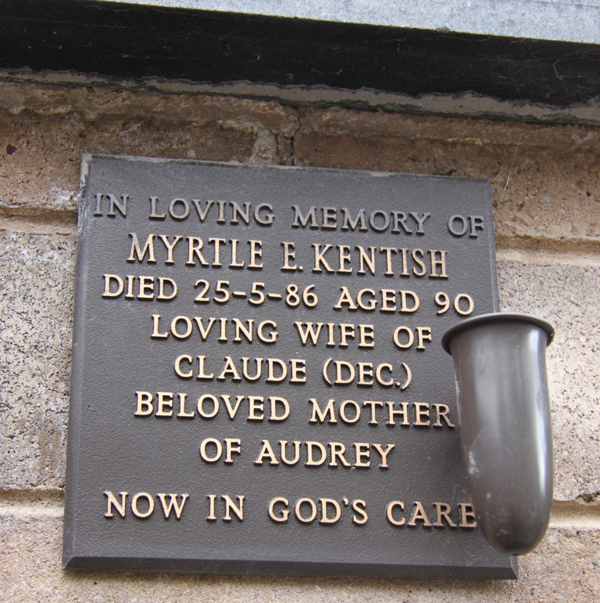 IN LOVING MEMORY OF
MYRTLE E. KENTISH
DIED 25-5-86 AGED 90
LOVING WIFE OF
CLAUDE (DEC.)
BELOVED MOTHER
OF AUDREY
NOW IN GOD'S CARE